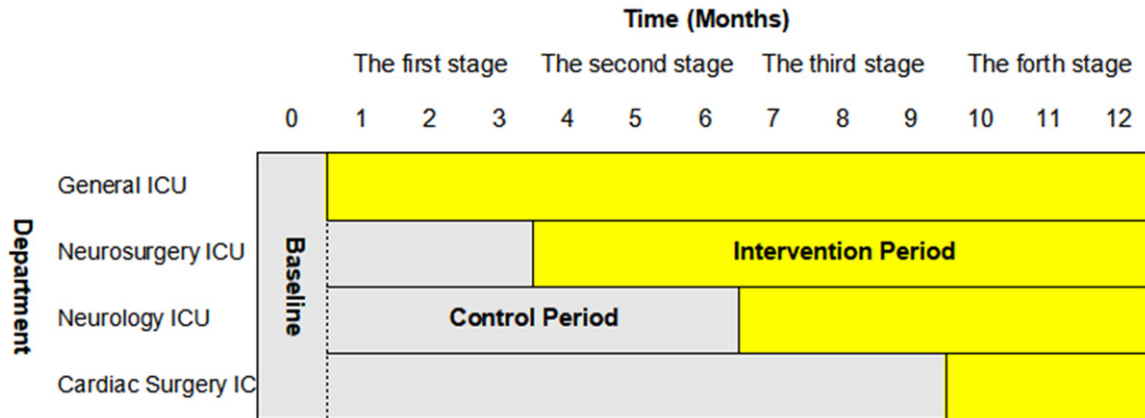 Time (Months)
The first stage The second stage The third stage The forth stage
0 1 2 3 4 5 6 7 8 9 10 11 12
Department
Baseline
General ICU
Neurosurgery ICU
Intervention Period
Neurology ICU
Control Period
Cardiac Surgery IC